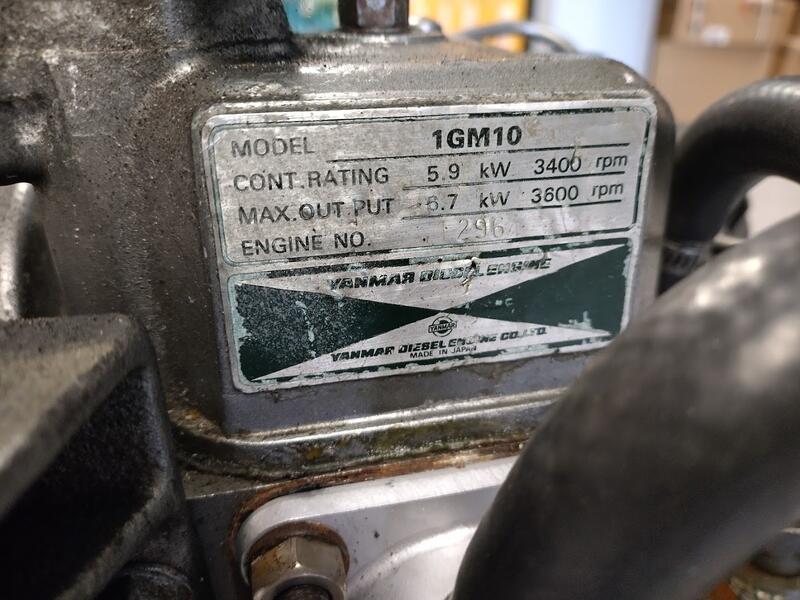 MODEL 1GM10
CONT.RATING 5.9 kW 3400 rpm
MAX.OUT PUT 6.7 kW 3600 rpm
ENGINE NO. 296
YANMAR DIESEL ENGINE
YANMAR
YANMAR DIESEL ENGINE CO.,LTD.
MADE IN JAPAN